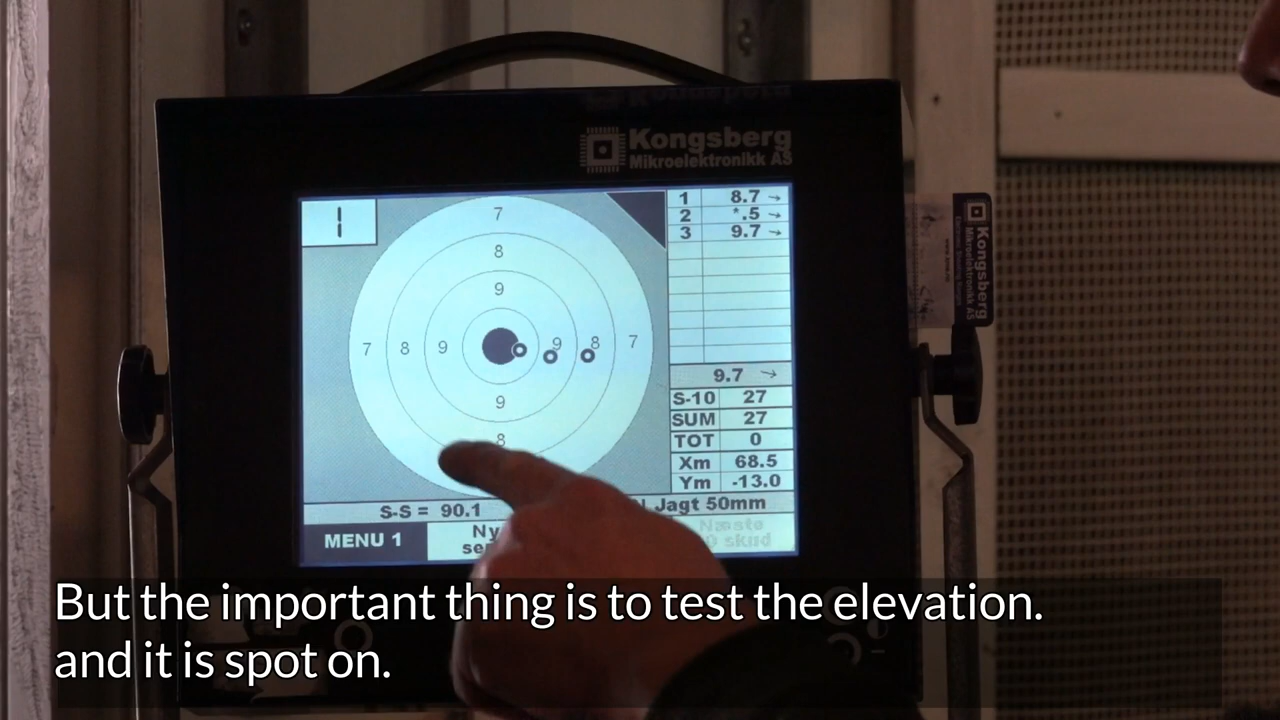 Kongsberg
Mikroelektronikk AS
7
8
9
7 8 9 9 8 7
9
8
1 8.7 →
2 *.5 →
3 9.7 →
9.7 →
S-10 27
SUM 27
TOT 0
Xm 68.5
Ym -13.0
S-S = 90.1
Jagt 50mm
MENU 1
Ny
Næste
skud
Kongsberg
Mikroelektronikk AS
But the important thing is to test the elevation.
and it is spot on.